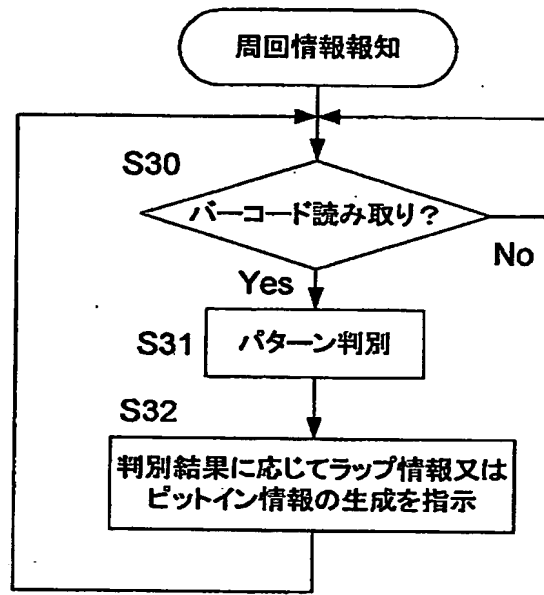 周回情報報知
S30
バーコード読み取り?
No
Yes
S31
パターン判別
S32
判別結果に応じてラップ情報又は
ピットイン情報の生成を指示